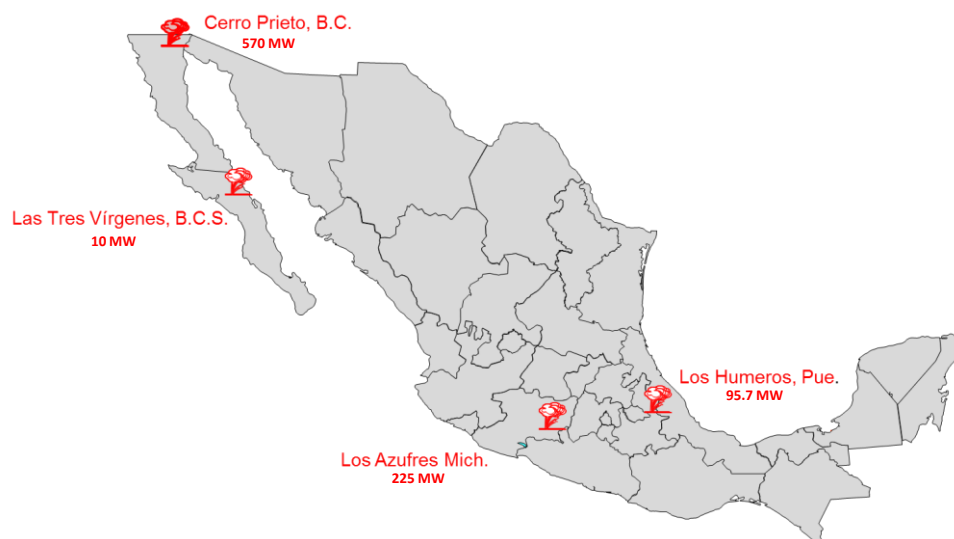 Cerro Prieto, B.C.
570 MW
Las Tres Vírgenes, B.C.S.
10 MW
Los Humeros, Pue.
95.7 MW
Los Azufres Mich.
225 MW